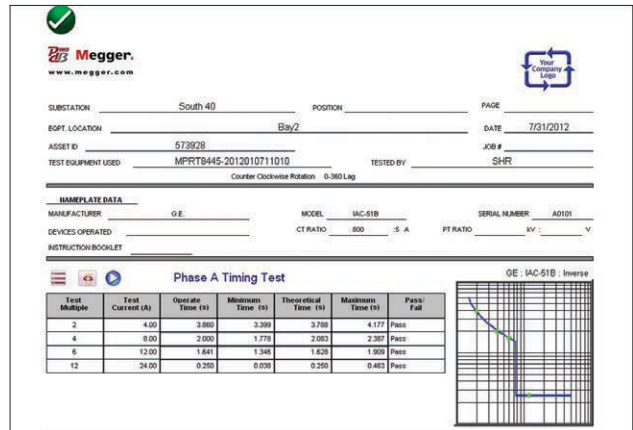 Megger.
www.megger.com
Your
Company
Logo
SUBSTATION South 40 POSITION PAGE
EQPT. LOCATION Bay2 DATE 7/31/2012
ASSET ID 573928 JOB #
TEST EQUIPMENT USED MPRT8445-2012010711010 TESTED BY SHR
Counter Clockwise Rotation 0-360 Lag
NAMEPLATE DATA
MANUFACTURER G.E. MODEL IAC-51B SERIAL NUMBER A0101
DEVICES OPERATED CT RATIO 800 :5 A PT RATIO kV : V
INSTRUCTION BOOKLET
Phase A Timing Test
GE : IAC-51B : Inverse
Test Multiple Test Current (A) Operate Time (s) Minimum Time (s) Theoretical Time (s) Maximum Time (s) Pass/ Fail
2 4.00 3.860 3.399 3.788 4.177 Pass
4 8.00 2.000 1.778 2.083 2.387 Pass
6 12.00 1.641 1.346 1.628 1.909 Pass
12 24.00 0.250 0.038 0.250 0.463 Pass